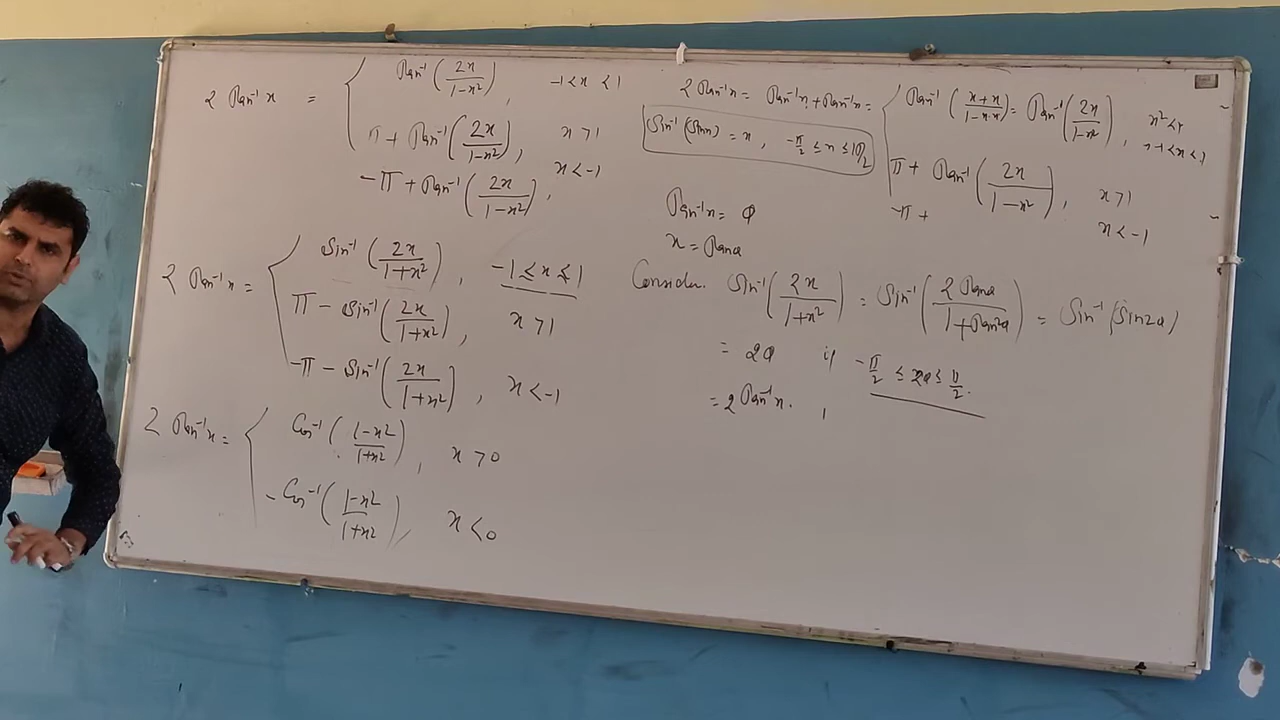 2 Tan⁻¹ x = { Tan⁻¹ (2x/1-x²), -1 < x < 1
π + Tan⁻¹ (2x/1-x²), x > 1
-π + Tan⁻¹ (2x/1-x²), x < -1
2 Tan⁻¹ x = { Sin⁻¹ (2x/1+x²), -1 ≤ x ≤ 1
π - Sin⁻¹ (2x/1+x²), x > 1
-π - Sin⁻¹ (2x/1+x²), x < -1
2 Tan⁻¹ x = { Cos⁻¹ (1-x²/1+x²), x > 0
- Cos⁻¹ (1-x²/1+x²), x < 0
2 Tan⁻¹x = Tan⁻¹x + Tan⁻¹x = { Tan⁻¹ (x+x/1-x·x) = Tan⁻¹ (2x/1-x²), x² < 1
-1 < x < 1
π + Tan⁻¹ (2x/1-x²), x > 1
-π + x < -1
Sin⁻¹ (Sin x) = x, -π/2 ≤ x ≤ π/2
Tan⁻¹ x = θ
x = Tan θ
Consider. Sin⁻¹ (2x/1+x²) = Sin⁻¹ (2 Tan θ/1+Tan²θ) = Sin⁻¹ (Sin 2θ)
= 2θ if -π/2 ≤ 2θ ≤ π/2.
= 2 Tan⁻¹ x. ,